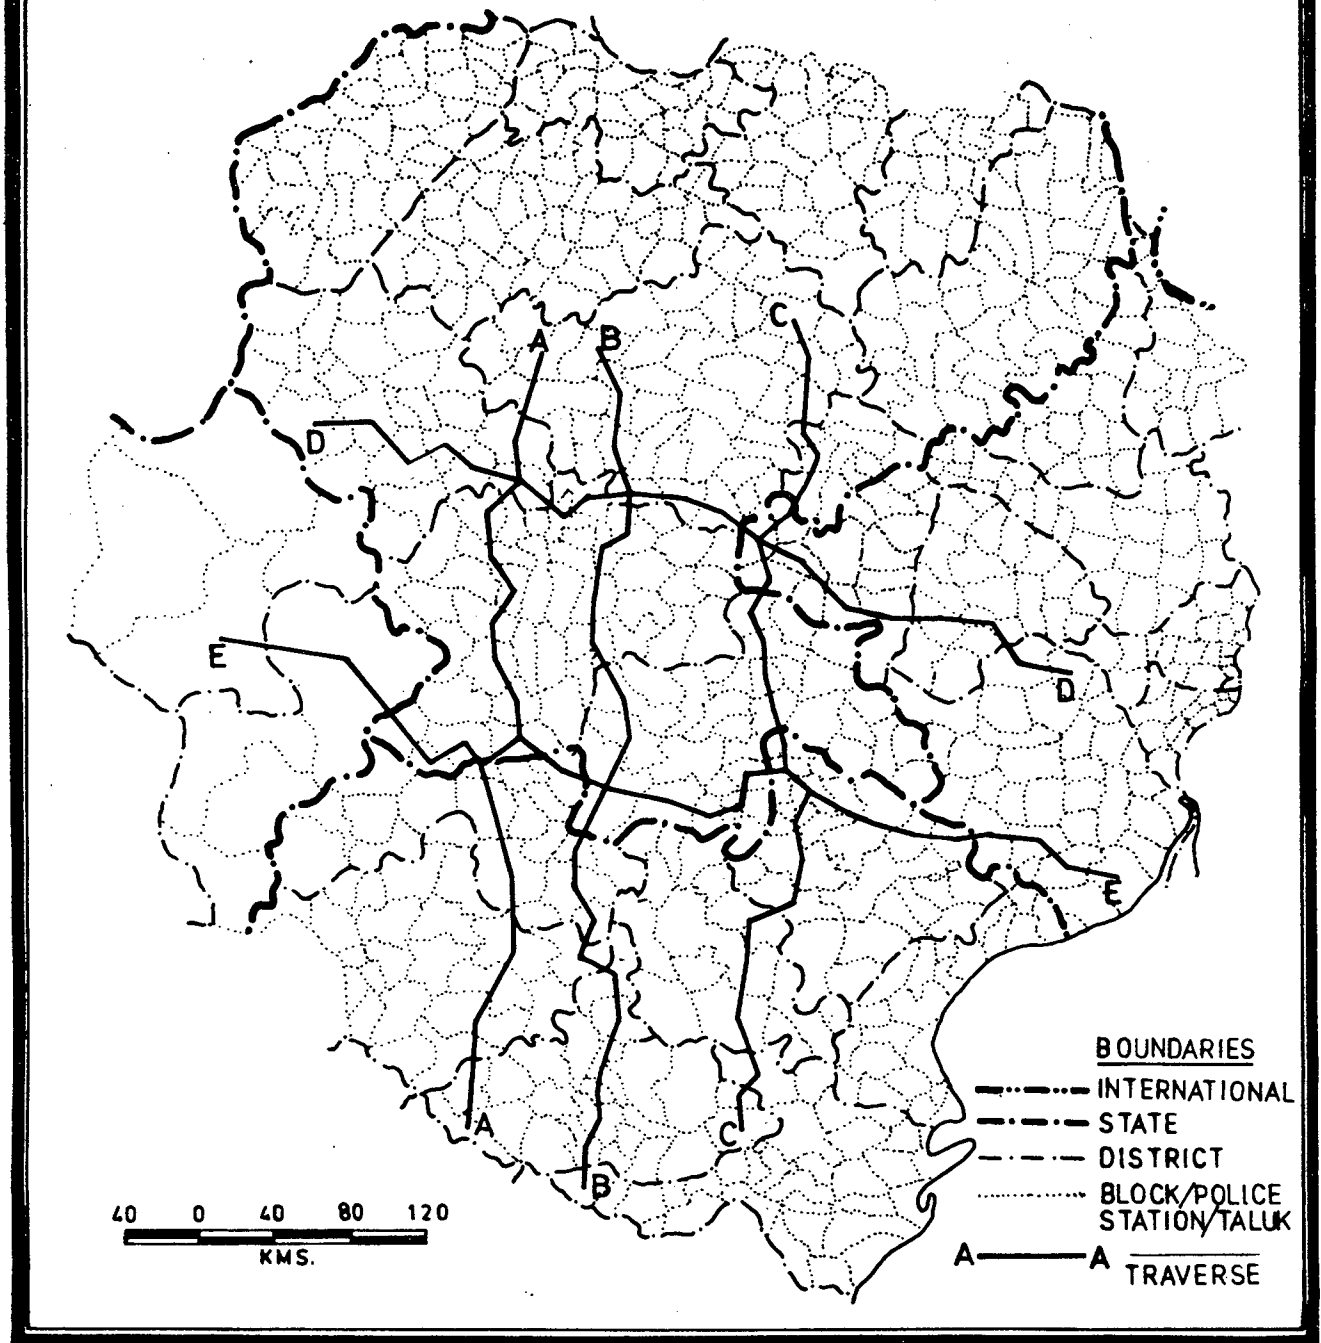 A
B
C
D
E
D
E
A
B
C
BOUNDARIES
INTERNATIONAL
STATE
DISTRICT
BLOCK/POLICE
STATION/TALUK
A A TRAVERSE
40 0 40 80 120
KMS.